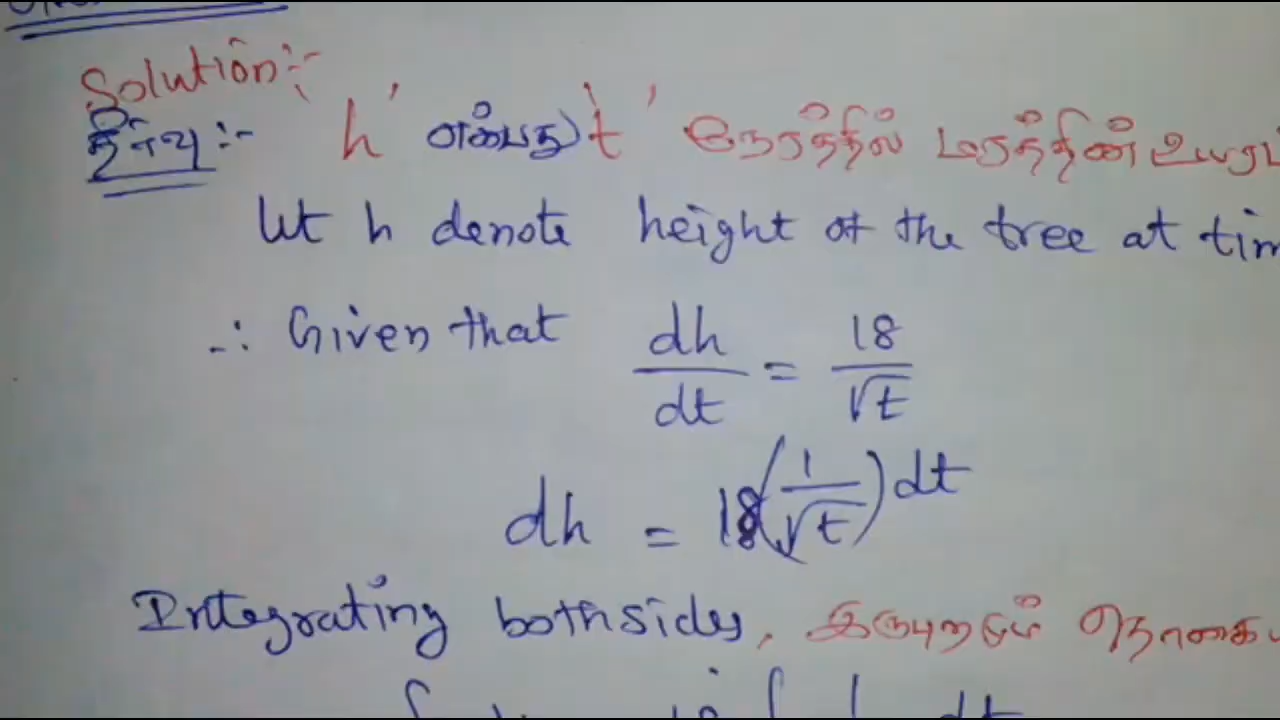 Solution:-
தீர்வு :- 'h' என்பது 't' நேரத்தில் மரத்தின் உயரம்
let h denote height of the tree at tim
∴ Given that dh/dt = 18/√t
dh = 18(1/√t)dt
Integrating bothsides, இருபுறமும் தொகை